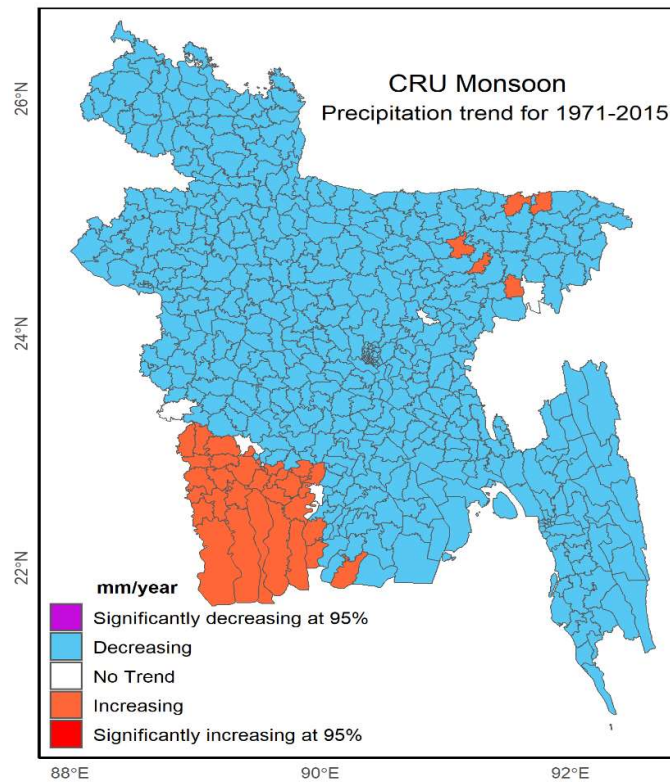 CRU Monsoon
Precipitation trend for 1971-2015
26°N
24°N
22°N
mm/year
Significantly decreasing at 95%
Decreasing
No Trend
Increasing
Significantly increasing at 95%
88°E
90°E
92°E